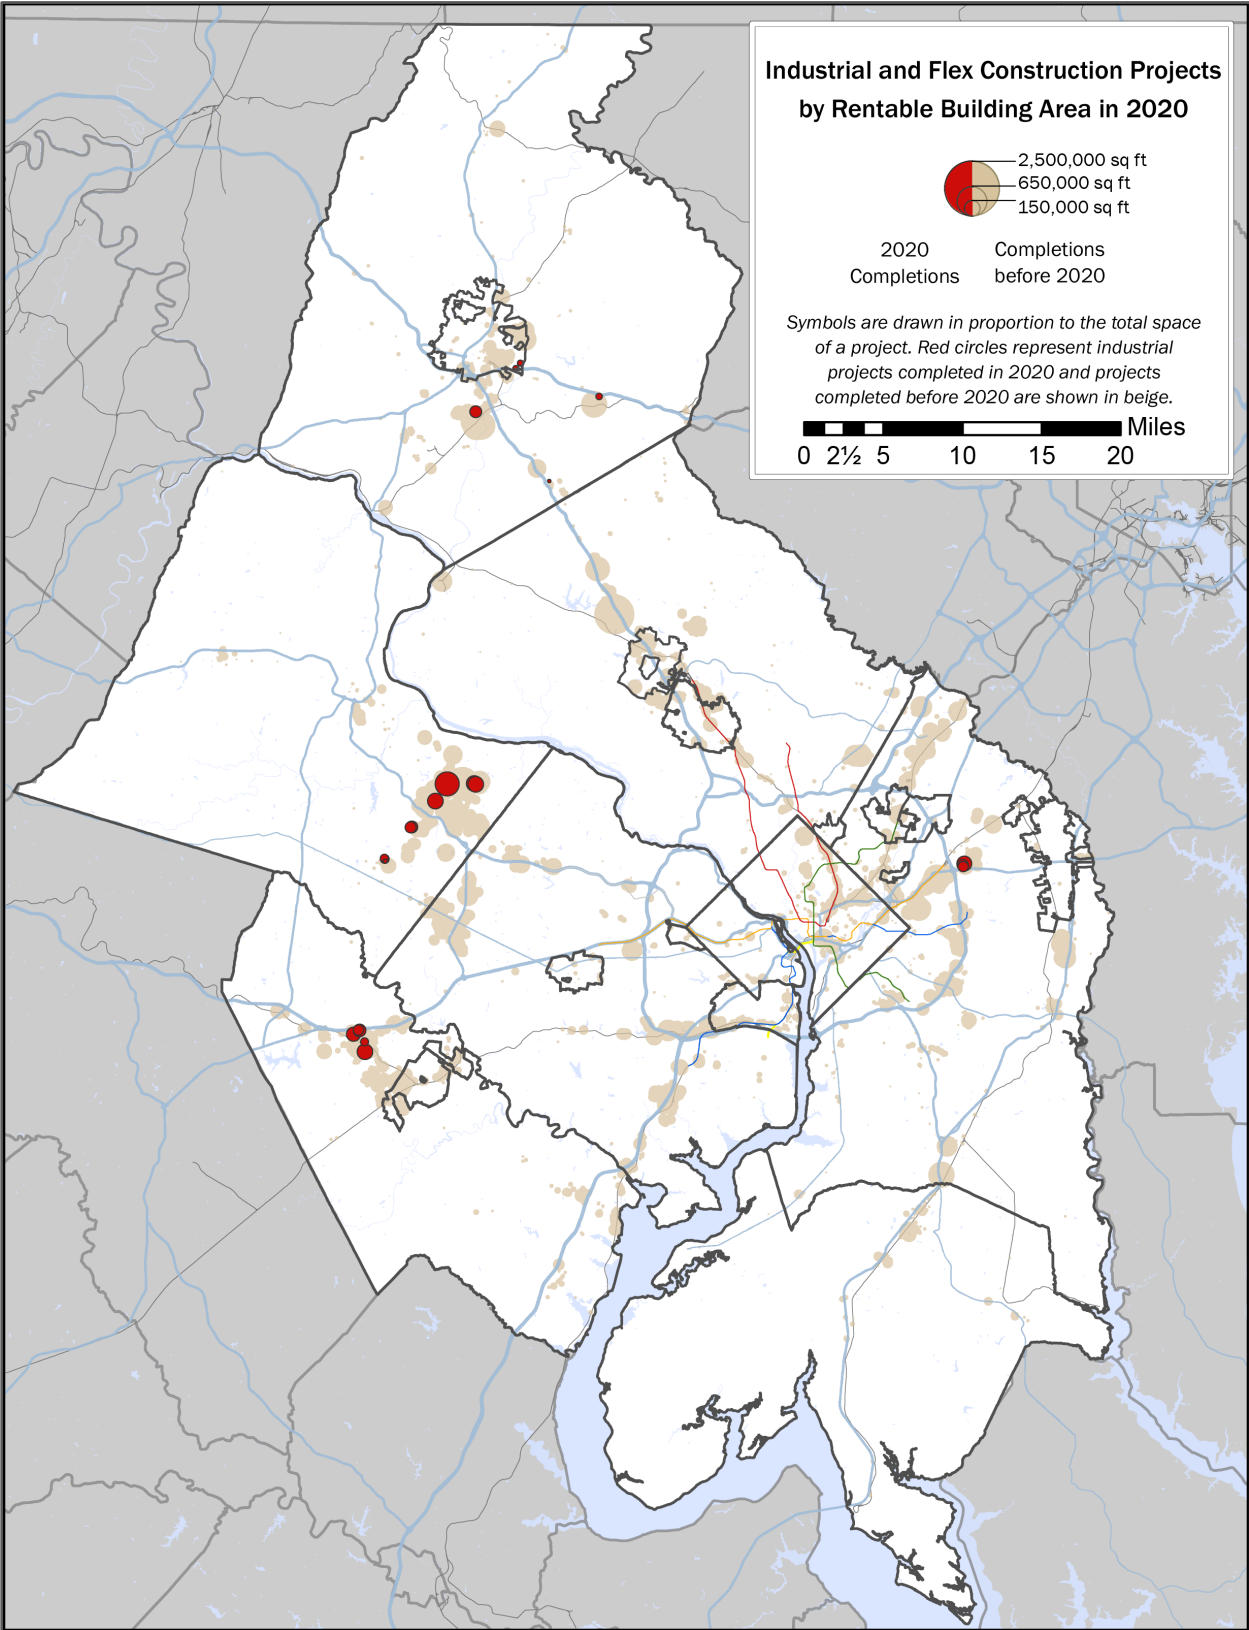 Industrial and Flex Construction Projects
by Rentable Building Area in 2020
2,500,000 sq ft
650,000 sq ft
150,000 sq ft
2020
Completions
Completions
before 2020
Symbols are drawn in proportion to the total space
of a project. Red circles represent industrial
projects completed in 2020 and projects
completed before 2020 are shown in beige.
Miles
0 2½ 5 10 15 20